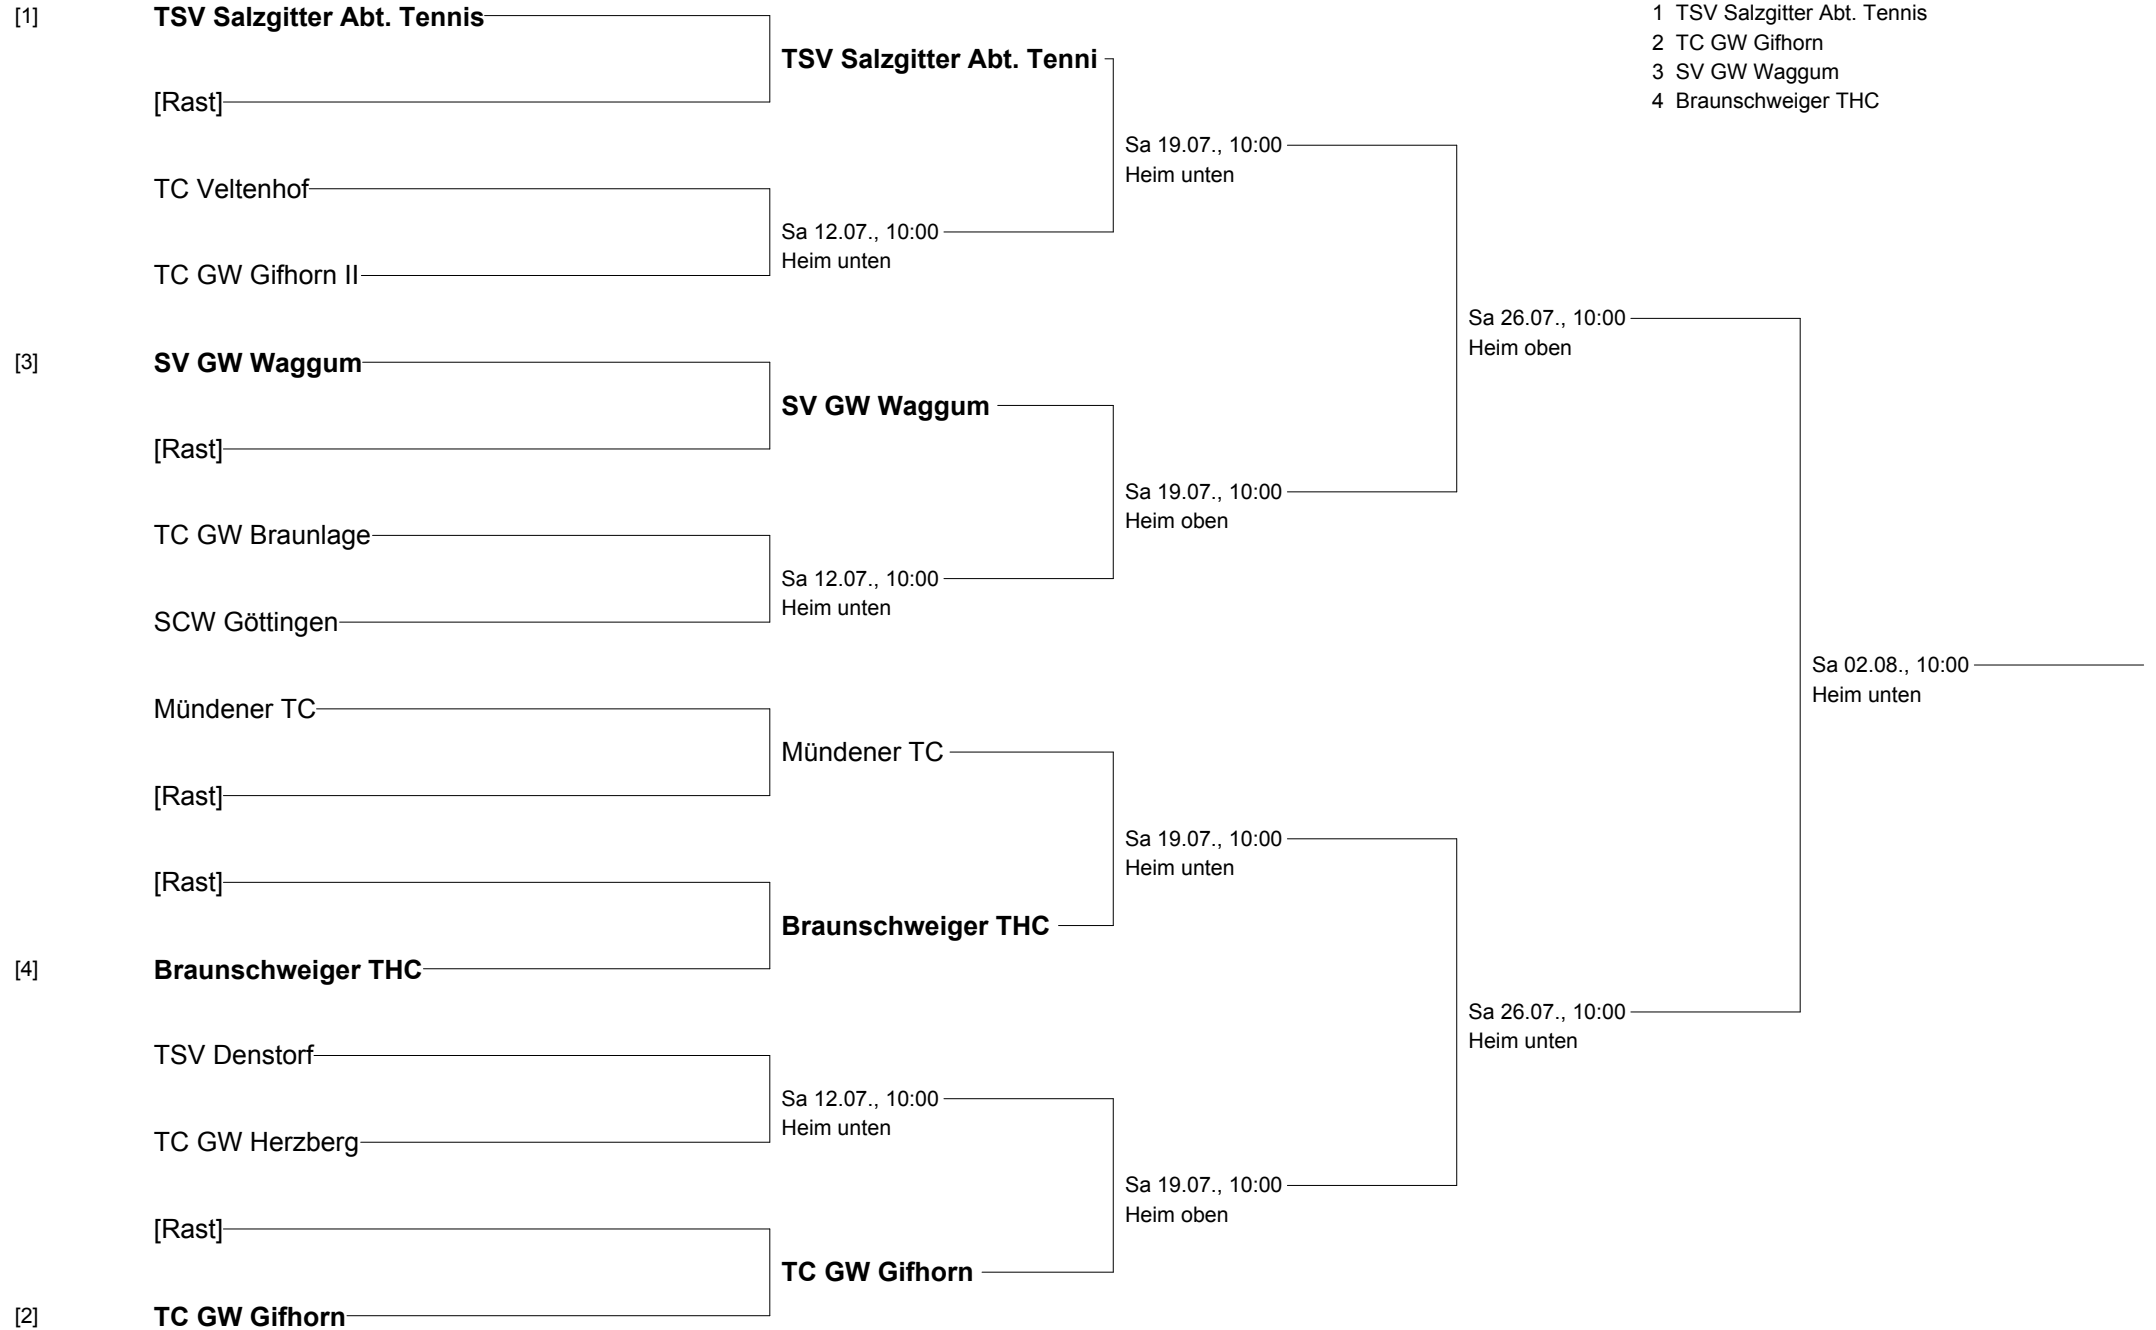 [1] TSV Salzgitter Abt. Tennis
1 TSV Salzgitter Abt. Tennis
2 TC GW Gifhorn
3 SV GW Waggum
4 Braunschweiger THC
TSV Salzgitter Abt. Tenni
[Rast]
Sa 19.07., 10:00
Heim unten
TC Veltenhof
Sa 12.07., 10:00
Heim unten
TC GW Gifhorn II
Sa 26.07., 10:00
Heim oben
[3] SV GW Waggum
SV GW Waggum
[Rast]
Sa 19.07., 10:00
Heim oben
TC GW Braunlage
Sa 12.07., 10:00
Heim unten
SCW Göttingen
Sa 02.08., 10:00
Heim unten
Mündener TC
Mündener TC
[Rast]
Sa 19.07., 10:00
Heim unten
[Rast]
Braunschweiger THC
[4] Braunschweiger THC
Sa 26.07., 10:00
Heim unten
TSV Denstorf
Sa 12.07., 10:00
Heim unten
TC GW Herzberg
Sa 19.07., 10:00
Heim oben
[Rast]
TC GW Gifhorn
[2] TC GW Gifhorn